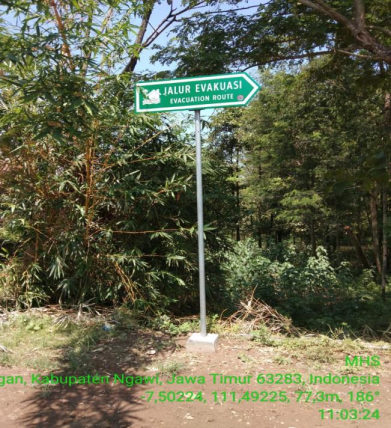 JALUR EVAKUASI
EVACUATION ROUTE
MHS
gan, Kabupaten Ngawi, Jawa Timur 63283, Indonesia
-7,50224, 111,49225, 77,3m, 186°
11:03:24